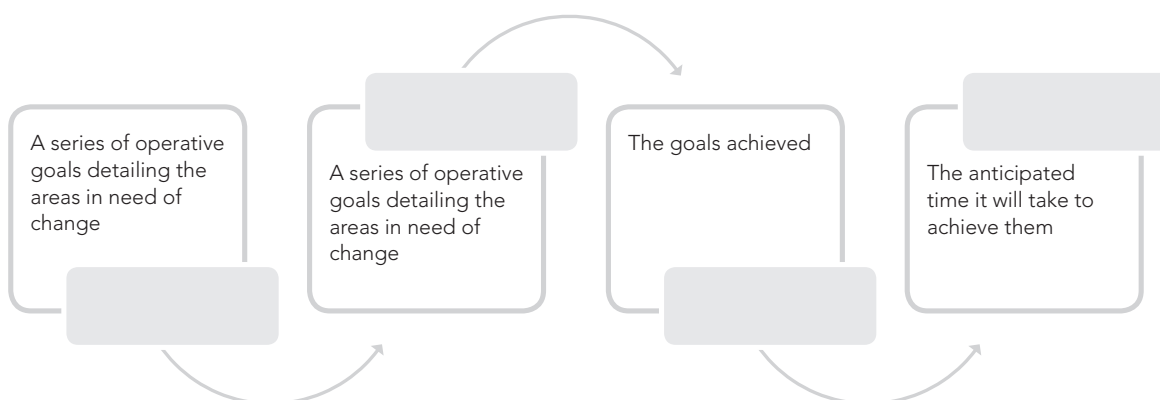 A series of operative
goals detailing the
areas in need of
change
A series of operative
goals detailing the
areas in need of
change
The goals achieved
The anticipated
time it will take to
achieve them